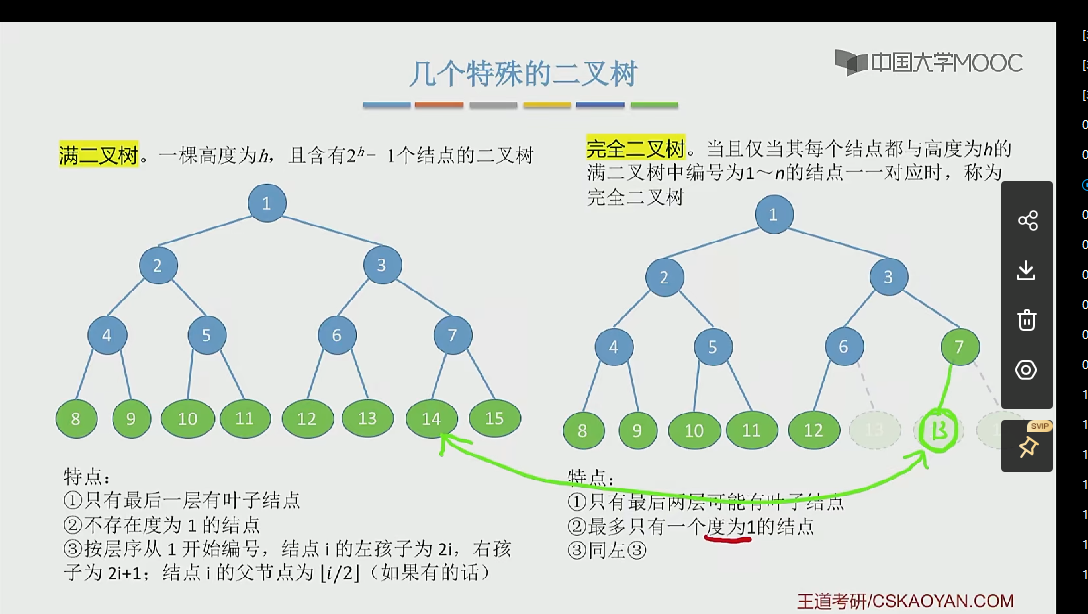 几个特殊的二叉树
中国大学MOOC
满二叉树。一棵高度为h，且含有2^h − 1个结点的二叉树
1
2 3
4 5 6 7
8 9 10 11 12 13 14 15
特点：
①只有最后一层有叶子结点
②不存在度为 1 的结点
③按层序从 1 开始编号，结点 i 的左孩子为 2i，右孩
子为 2i+1；结点 i 的父节点为 ⌊i/2⌋（如果有的话）
完全二叉树。当且仅当其每个结点都与高度为h的
满二叉树中编号为1～n的结点一一对应时，称为
完全二叉树
1
2 3
4 5 6 7
8 9 10 11 12 13 13
特点：
①只有最后两层可能有叶子结点
②最多只有一个度为1的结点
③同左③
SVIP
王道考研/CSKAOYAN.COM